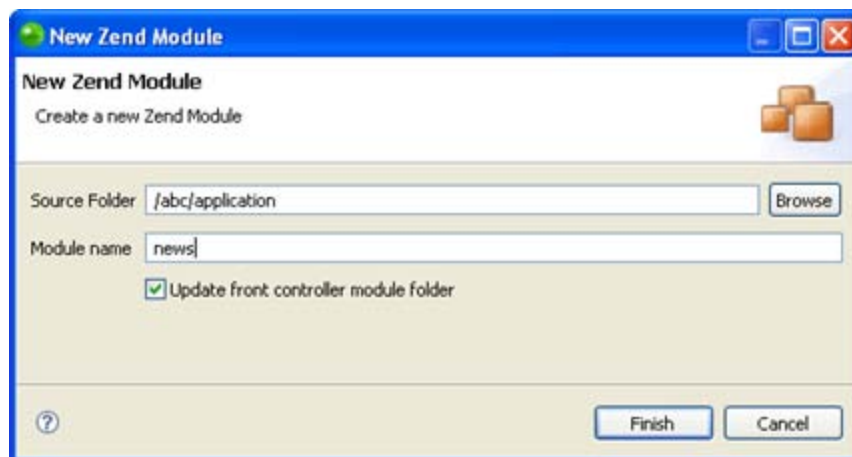 New Zend Module
New Zend Module
Create a new Zend Module
Source Folder /abc/application Browse
Module name news
Update front controller module folder
? Finish Cancel